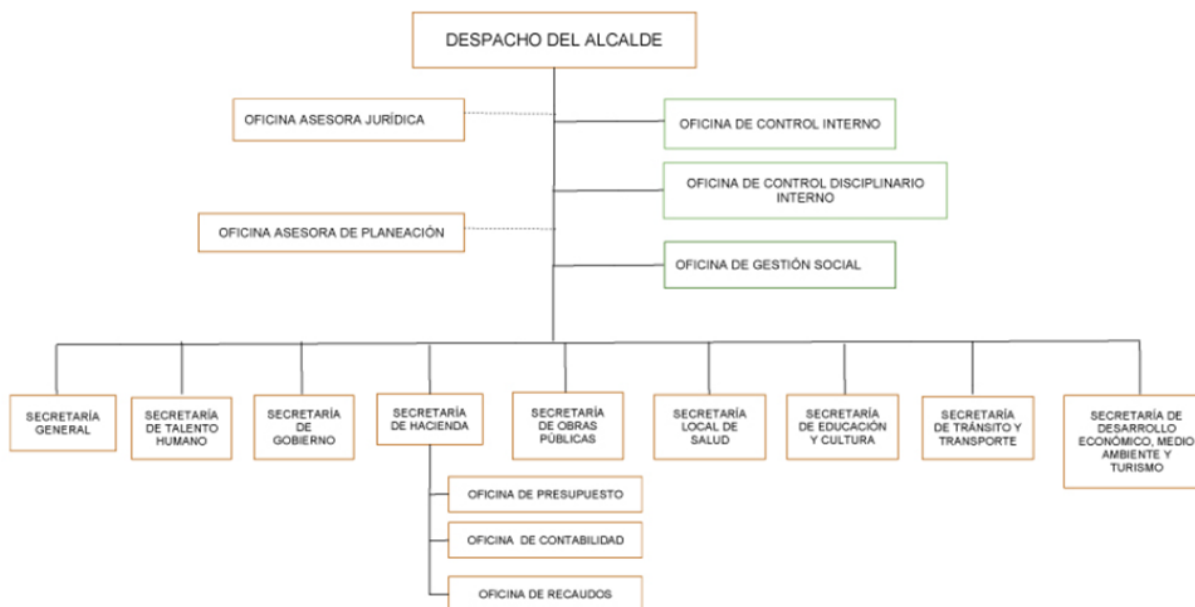 DESPACHO DEL ALCALDE
OFICINA ASESORA JURÍDICA
OFICINA DE CONTROL INTERNO
OFICINA DE CONTROL DISCIPLINARIO
INTERNO
OFICINA ASESORA DE PLANEACIÓN
OFICINA DE GESTIÓN SOCIAL
SECRETARÍA
GENERAL
SECRETARÍA
DE TALENTO
HUMANO
SECRETARÍA
DE
GOBIERNO
SECRETARÍA
DE HACIENDA
SECRETARÍA
DE OBRAS
PÚBLICAS
SECRETARÍA
LOCAL DE
SALUD
SECRETARÍA
DE EDUCACIÓN
Y CULTURA
SECRETARÍA
DE TRÁNSITO Y
TRANSPORTE
SECRETARÍA DE
DESARROLLO
ECONÓMICO, MEDIO
AMBIENTE Y
TURISMO
OFICINA DE PRESUPUESTO
OFICINA DE CONTABILIDAD
OFICINA DE RECAUDOS